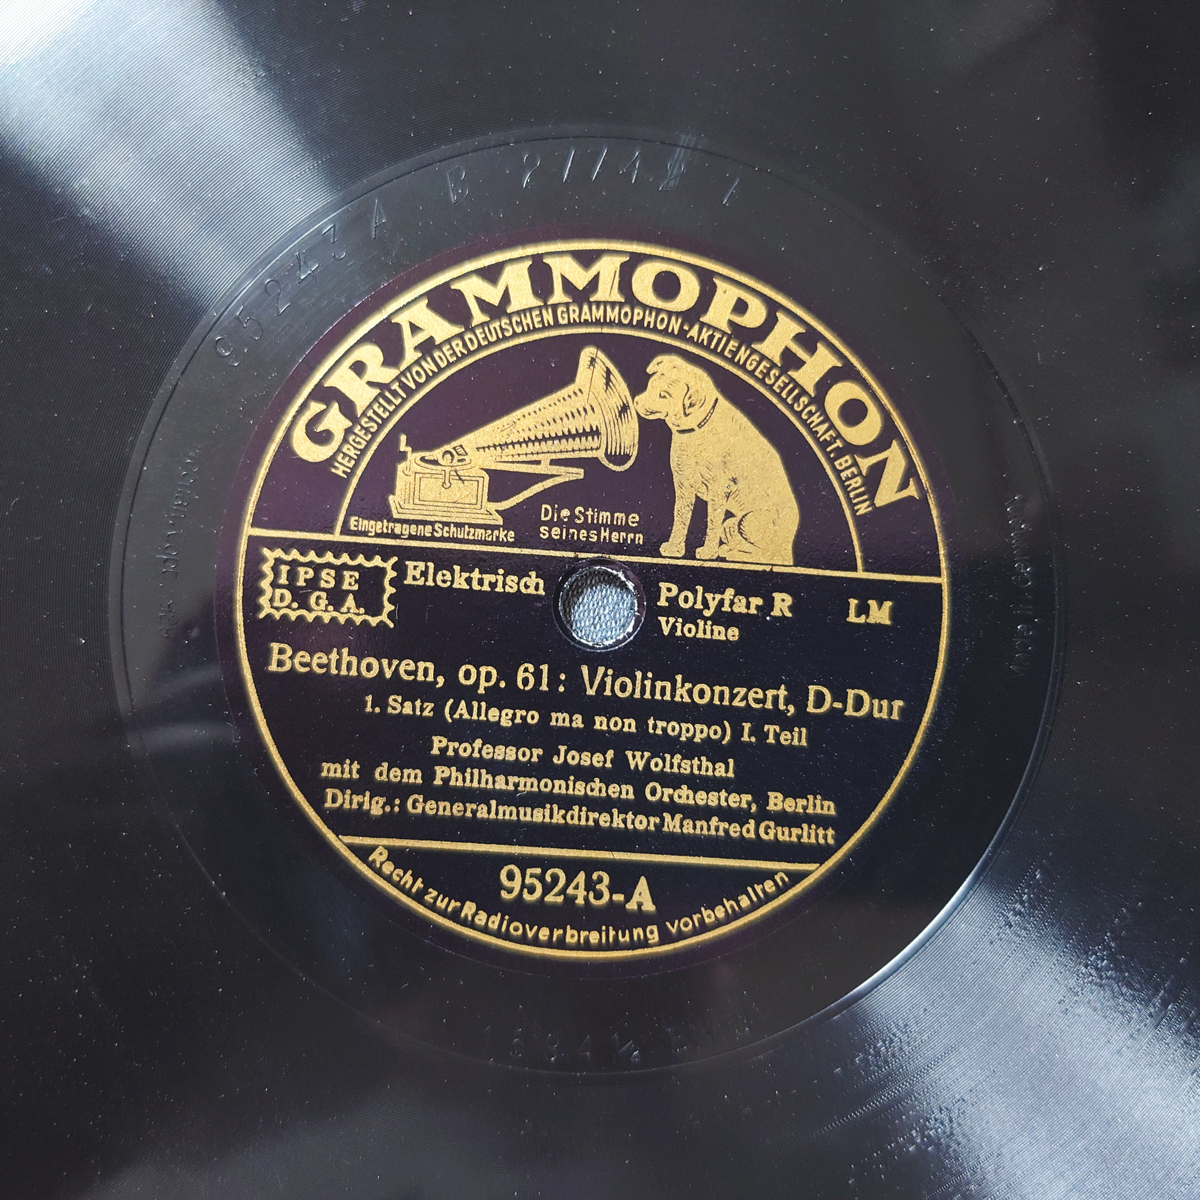 95243 A
GRAMMOPHON
HERGESTELLT VON DER DEUTSCHEN GRAMMOPHON-AKTIENGESELLSCHAFT. BERLIN
Eingetragene Schutzmarke
Die Stimme
seines Herrn
IPSE
D. G. A.
Elektrisch
Polyfar R
LM
Violine
Beethoven, op. 61: Violinkonzert, D-Dur
1. Satz (Allegro ma non troppo) I. Teil
Professor Josef Wolfsthal
mit dem Philharmonischen Orchester, Berlin
Dirig.: Generalmusikdirektor Manfred Gurlitt
95243-A
Recht zur Radioverbreitung vorbehalten